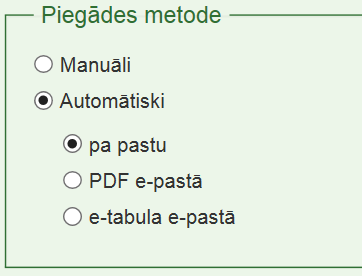 Piegādes metode
Manuāli
Automātiski
pa pastu
PDF e-pastā
e-tabula e-pastā